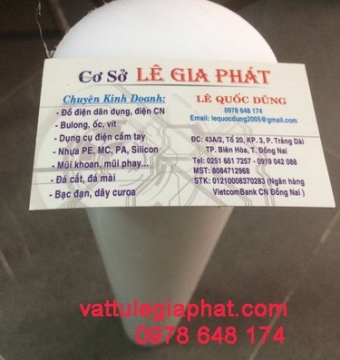 Cơ Sở LÊ GIA PHÁT
Chuyên Kinh Doanh:
- Đồ điện dân dụng, điện CN
- Bulong, ốc, vít
- Dụng cụ điện cầm tay
- Nhựa PE, MC, PA, Silicon
- Mũi khoan, mũi phay...
- Đá cắt, đá mài
- Bạc đạn, dây curoa
LÊ QUỐC DŨNG
0978 648 174
Email: lequocdung2005@gmail.com
ĐC: 43A/2, Tổ 20, KP. 3, P. Trảng Dài
TP. Biên Hòa, T. Đồng Nai
Tel: 0251 651 7257 - 0919 042 088
MST: 8084712968
STK: 01210008370283 (Ngân hàng
VietcomBank CN Đồng Nai )
vattulegiaphat.com
0978 648 174